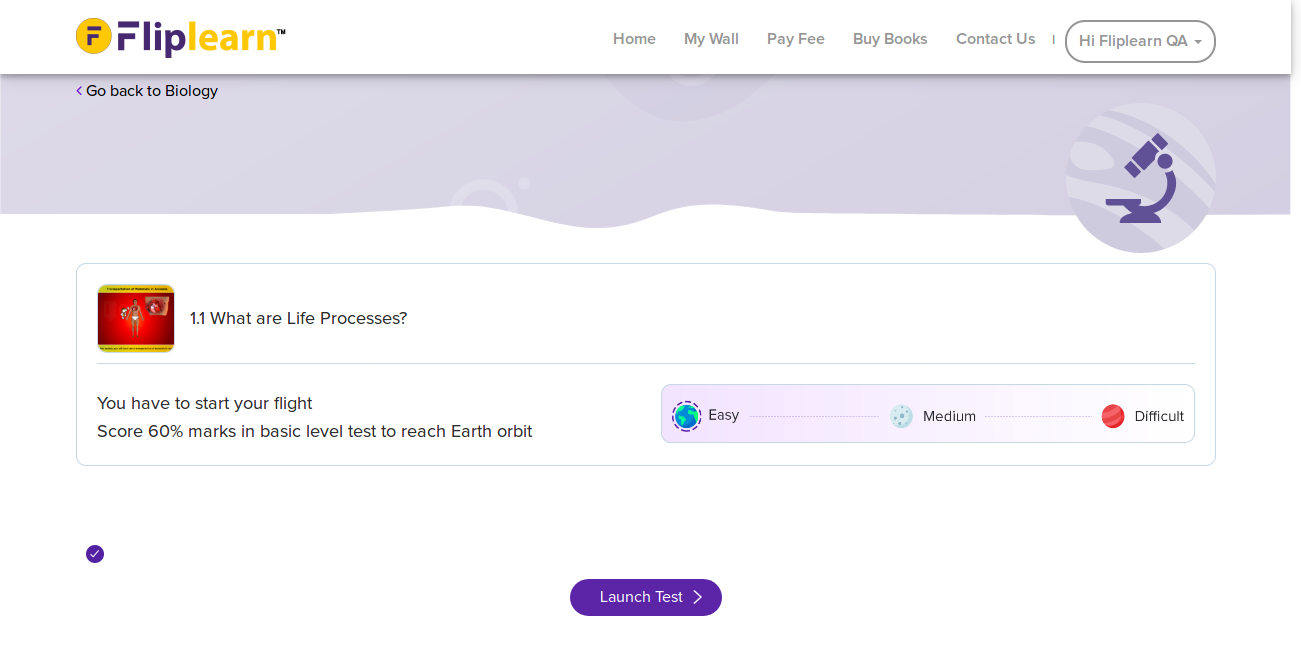 Fliplearn™
Home My Wall Pay Fee Buy Books Contact Us | Hi Fliplearn QA
Go back to Biology
1.1 What are Life Processes?
You have to start your flight
Score 60% marks in basic level test to reach Earth orbit
Easy Medium Difficult
Launch Test